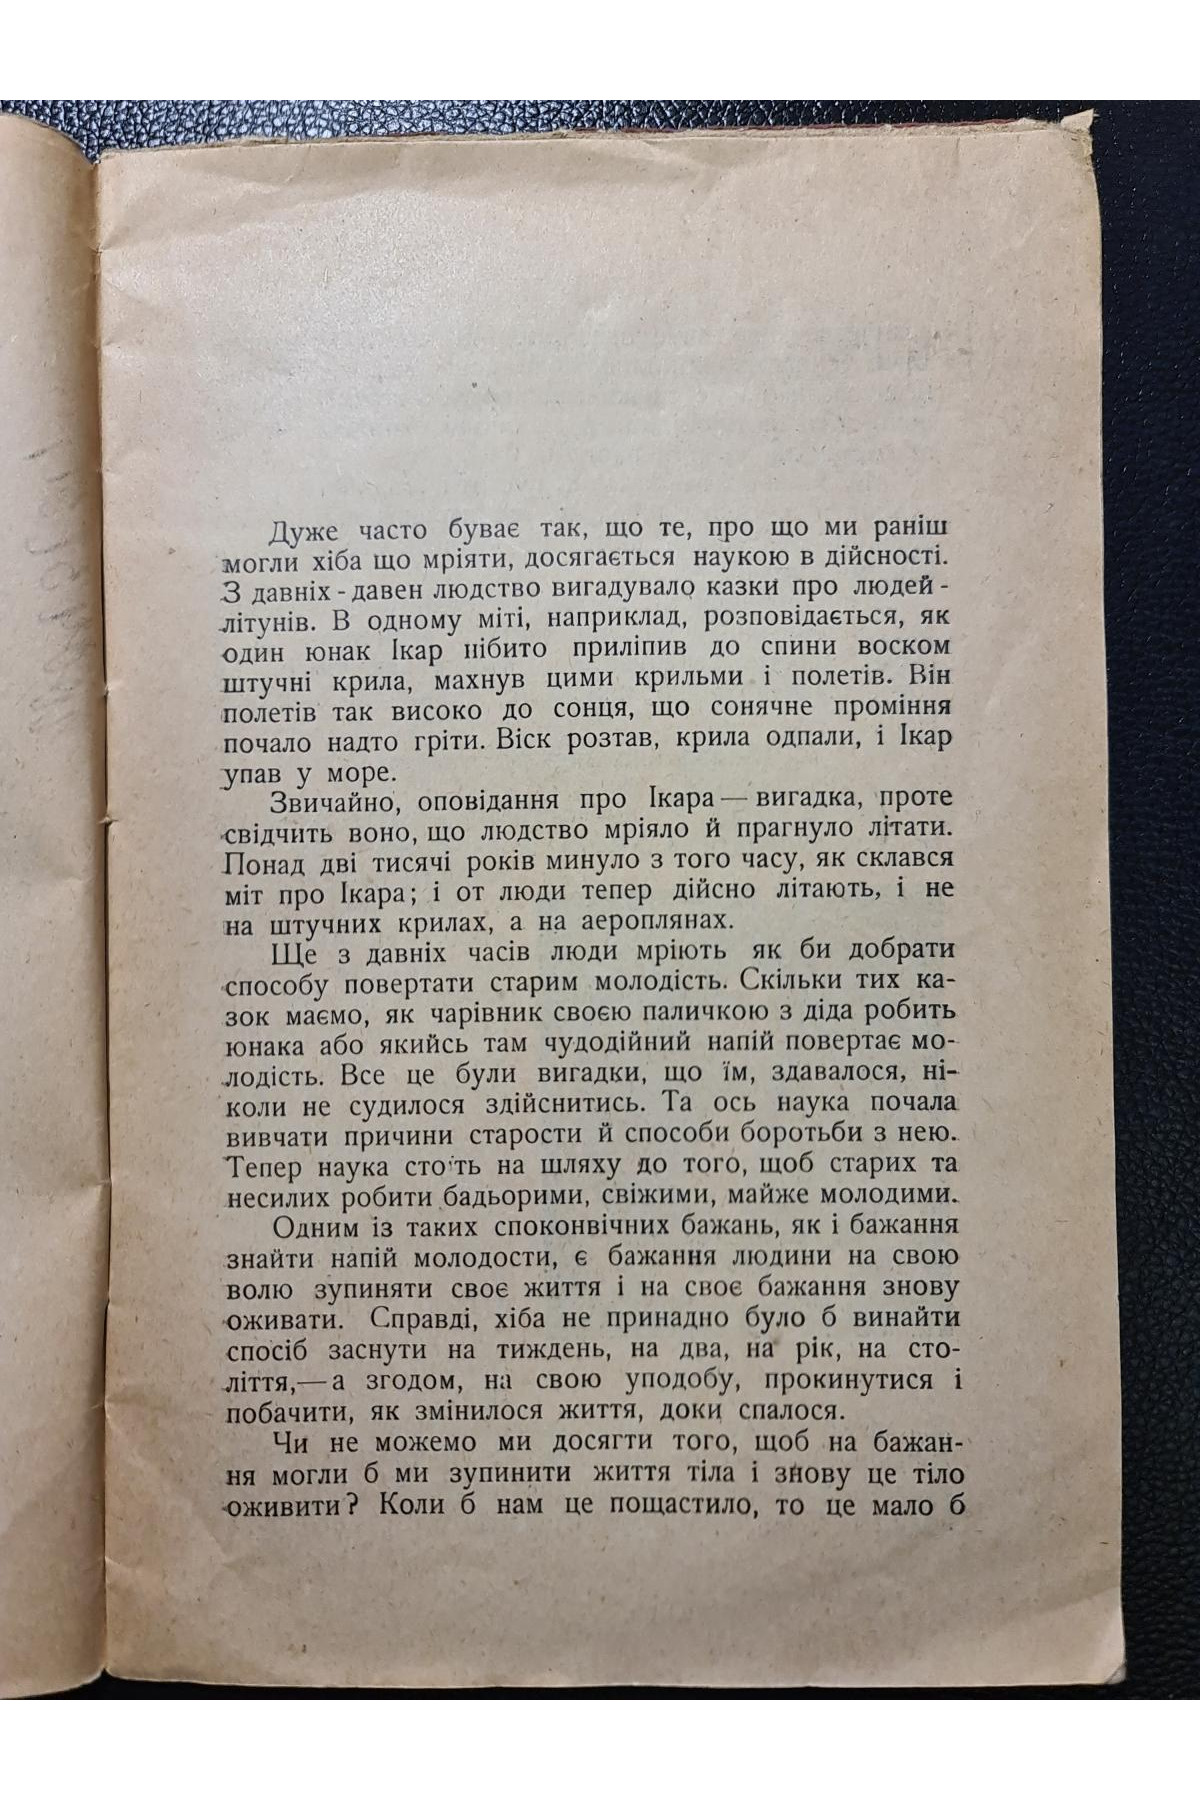 Дуже часто буває так, що те, про що ми раніш
могли хіба що мріяти, досягається наукою в дійсності.
З давніх - давен людство вигадувало казки про людей -
літунів. В одному міті, наприклад, розповідається, як
один юнак Ікар нібито приліпив до спини воском
штучні крила, махнув цими крильми і полетів. Він
полетів так високо до сонця, що сонячне проміння
почало надто гріти. Віск розтав, крила одпали, і Ікар
упав у море.
Звичайно, оповідання про Ікара — вигадка, проте
свідчить воно, що людство мріяло й прагнуло літати.
Понад дві тисячі років минуло з того часу, як склався
міт про Ікара; і от люди тепер дійсно літають, і не
на штучних крилах, а на аероплянах.
Ще з давніх часів люди мріють як би добрати
способу повертати старим молодість. Скільки тих ка-
зок маємо, як чарівник своєю паличкою з діда робить
юнака або якийсь там чудодійний напій повертає мо-
лодість. Все це були вигадки, що їм, здавалося, ні-
коли не судилося здійснитись. Та ось наука почала
вивчати причини старости й способи боротьби з нею.
Тепер наука стоїть на шляху до того, щоб старих та
несилих робити бадьорими, свіжими, майже молодими.
Одним із таких споконвічних бажань, як і бажання
знайти напій молодости, є бажання людини на свою
волю зупиняти своє життя і на своє бажання знову
оживати. Справді, хіба не принадно було б винайти
спосіб заснути на тиждень, на два, на рік, на сто-
ліття, — а згодом, на свою уподобу, прокинутися і
побачити, як змінилося життя, доки спалося.
Чи не можемо ми досягти того, щоб на бажан-
ня могли б ми зупинити життя тіла і знову це тіло
оживити? Коли б нам це пощастило, то це мало б